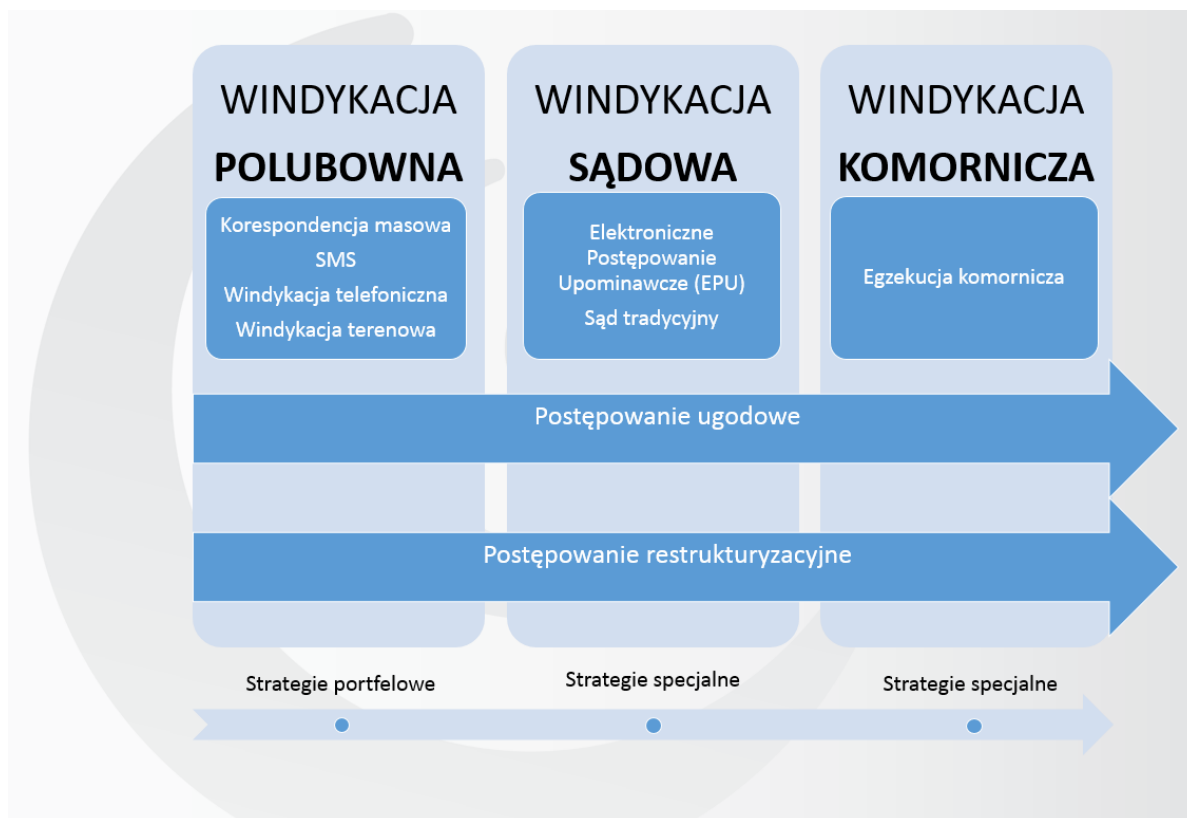 WINDYKACJA
POLUBOWNA
Korespondencja masowa
SMS
Windykacja telefoniczna
Windykacja terenowa
WINDYKACJA
SĄDOWA
Elektroniczne
Postępowanie
Upominawcze (EPU)
Sąd tradycyjny
WINDYKACJA
KOMORNICZA
Egzekucja komornicza
Postępowanie ugodowe
Postępowanie restrukturyzacyjne
Strategie portfelowe
Strategie specjalne
Strategie specjalne